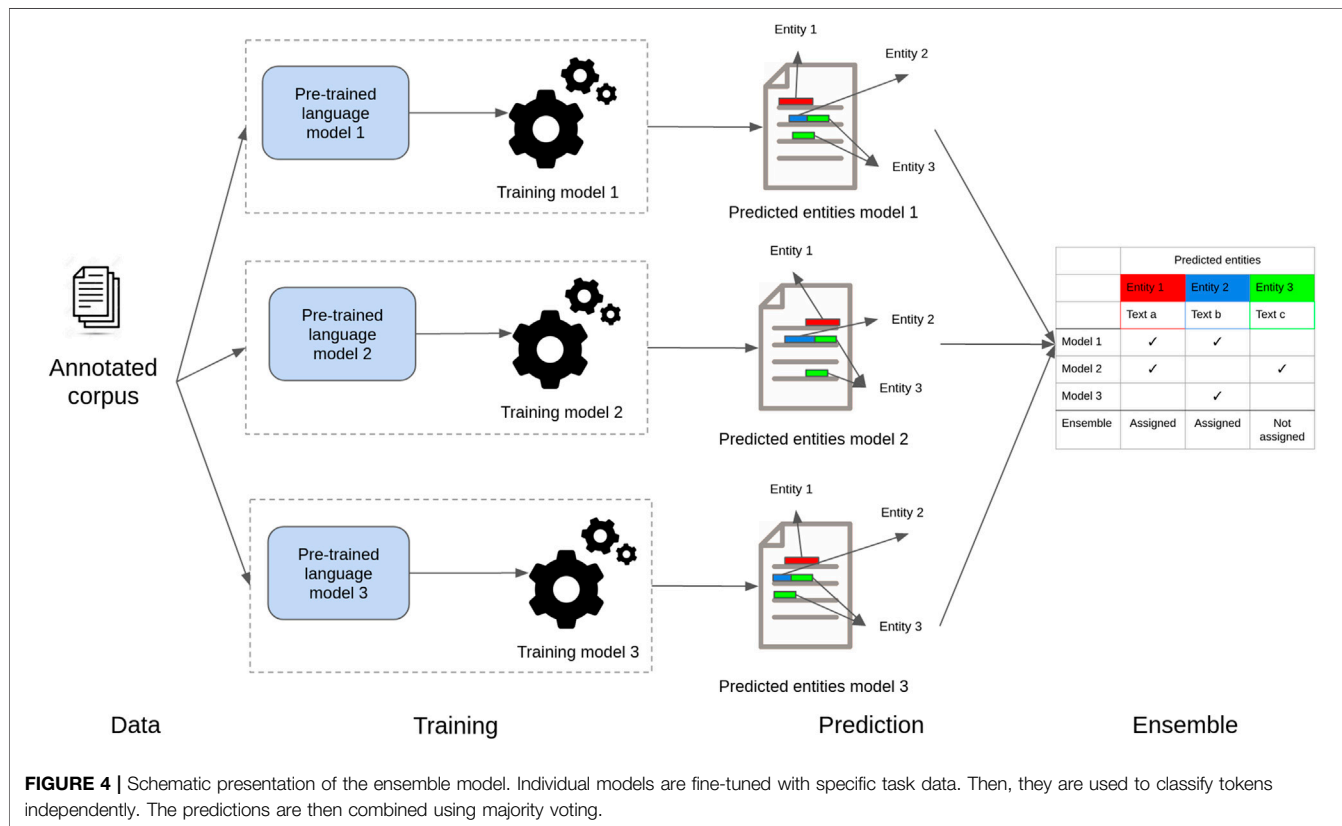 Entity 1
Entity 2
Pre-trained
language
model 1
Entity 3
Training model 1
Predicted entities model 1
Entity 1
Pre-trained
language
model 2
Entity 2
Entity 3
Training model 2
Predicted entities model 2
Annotated
corpus
Entity 1
Entity 2
Pre-trained
language
model 3
Entity 3
Training model 3
Predicted entities model 3
Predicted entities
Entity 1 Entity 2 Entity 3
Text a Text b Text c
Model 1 ✓ ✓
Model 2 ✓ ✓
Model 3 ✓
Ensemble Assigned Assigned Not
assigned
Data Training Prediction Ensemble
FIGURE 4 | Schematic presentation of the ensemble model. Individual models are fine-tuned with specific task data. Then, they are used to classify tokens
independently. The predictions are then combined using majority voting.